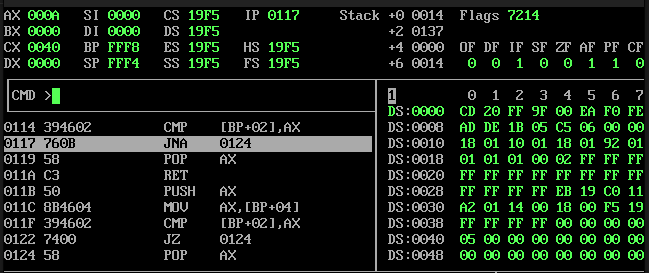 AX 000A SI 0000 CS 19F5 IP 0117 Stack +0 0014 Flags 7214
BX 0000 DI 0000 DS 19F5 +2 0137
CX 0040 BP FFF8 ES 19F5 HS 19F5 +4 0000 OF DF IF SF ZF AF PF CF
DX 0000 SP FFF4 SS 19F5 FS 19F5 +6 0014 0 0 1 0 0 1 1 0
CMD > 1 0 1 2 3 4 5 6 7
DS:0000 CD 20 FF 9F 00 EA F0 FE
0114 394602 CMP [BP+02],AX DS:0008 AD DE 1B 05 C5 06 00 00
0117 760B JNA 0124 DS:0010 18 01 10 01 18 01 92 01
0119 58 POP AX DS:0018 01 01 01 00 02 FF FF FF
011A C3 RET DS:0020 FF FF FF FF FF FF FF FF
011B 50 PUSH AX DS:0028 FF FF FF FF EB 19 C0 11
011C 8B4604 MOV AX,[BP+04] DS:0030 A2 01 14 00 18 00 F5 19
011F 394602 CMP [BP+02],AX DS:0038 FF FF FF FF 00 00 00 00
0122 7400 JZ 0124 DS:0040 05 00 00 00 00 00 00 00
0124 58 POP AX DS:0048 00 00 00 00 00 00 00 00